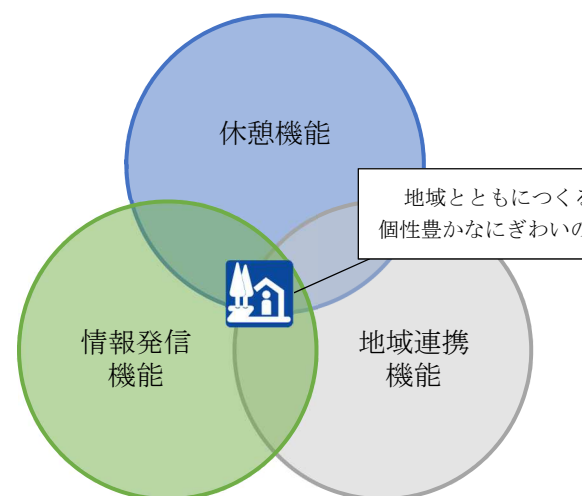 休憩機能
地域とともにつくる
個性豊かなにぎわいの
情報発信
機能
地域連携
機能